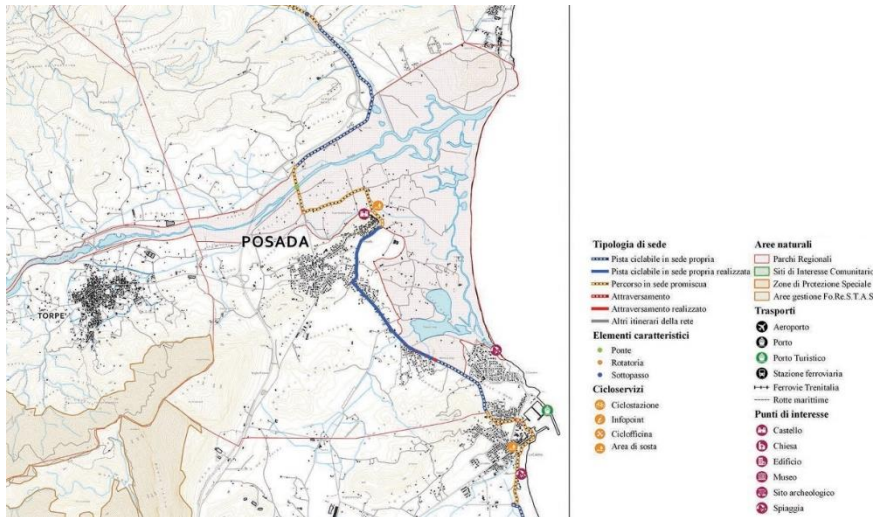 POSADA
TORPE'
Tipologia di sede
Pista ciclabile in sede propria
Pista ciclabile in sede propria realizzata
Percorso in sede promiscua
Attraversamento
Attraversamento realizzato
Altri itinerari della rete
Elementi caratteristici
Ponte
Rotatoria
Sottopasso
Cicloservizi
Ciclostazione
Infopoint
Ciclofficina
Area di sosta
Aree naturali
Parchi Regionali
Siti di Interesse Comunitario
Zone di Protezione Speciale
Aree gestione Fo.Re.S.T.A.S
Trasporti
Aeroporto
Porto
Porto Turistico
Stazione ferroviaria
Ferrovie Trenitalia
Rotte marittime
Punti di interesse
Castello
Chiesa
Edificio
Museo
Sito archeologico
Spiaggia